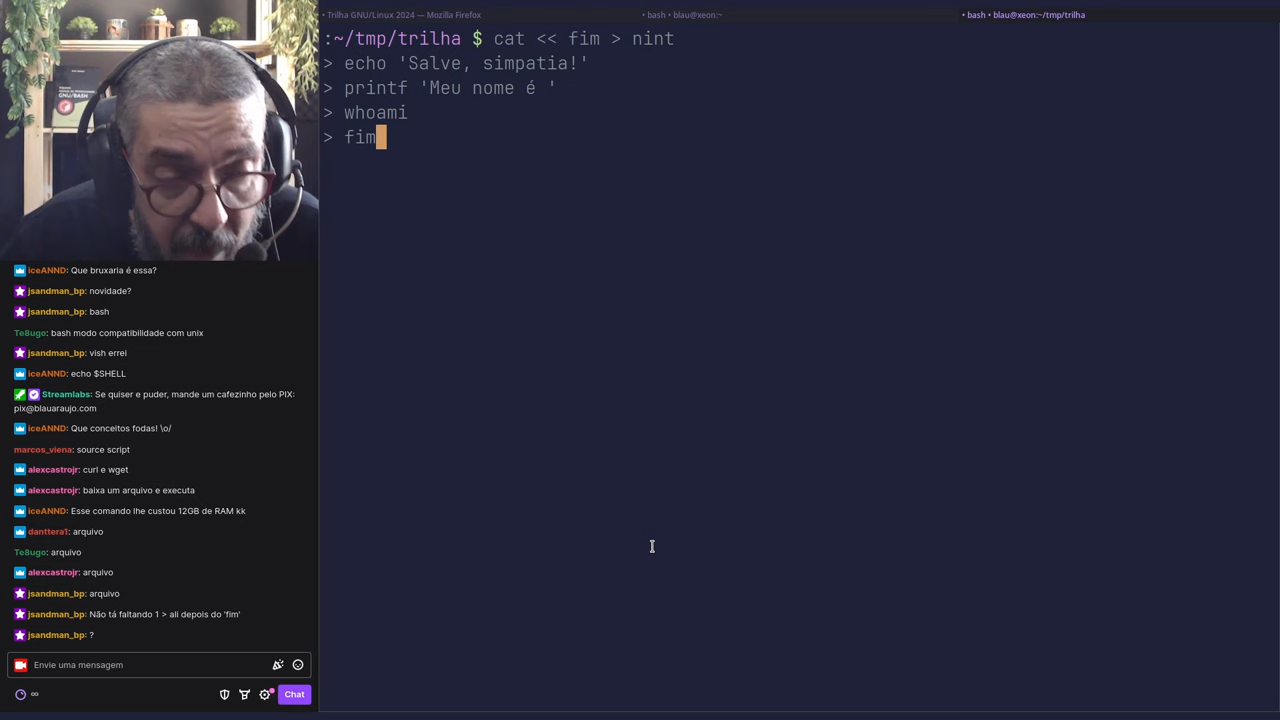 • Trilha GNU/Linux 2024 — Mozilla Firefox
• bash • blau@xeon:~
• bash • blau@xeon:~/tmp/trilha
:~/tmp/trilha $ cat << fim > nint
> echo 'Salve, simpatia!'
> printf 'Meu nome é '
> whoami
> fim
GNU/BASH
iceANND: Que bruxaria é essa?
jsandman_bp: novidade?
jsandman_bp: bash
Te8ugo: bash modo compatibilidade com unix
jsandman_bp: vish errei
iceANND: echo $SHELL
Streamlabs: Se quiser e puder, mande um cafezinho pelo PIX:
pix@blauaraujo.com
iceANND: Que conceitos fodas! \o/
marcos_viena: source script
alexcastrojr: curl e wget
alexcastrojr: baixa um arquivo e executa
iceANND: Esse comando lhe custou 12GB de RAM kk
danttera1: arquivo
Te8ugo: arquivo
alexcastrojr: arquivo
jsandman_bp: arquivo
jsandman_bp: Não tá faltando 1 > ali depois do 'fim'
jsandman_bp: ?
Envie uma mensagem
∞
Chat